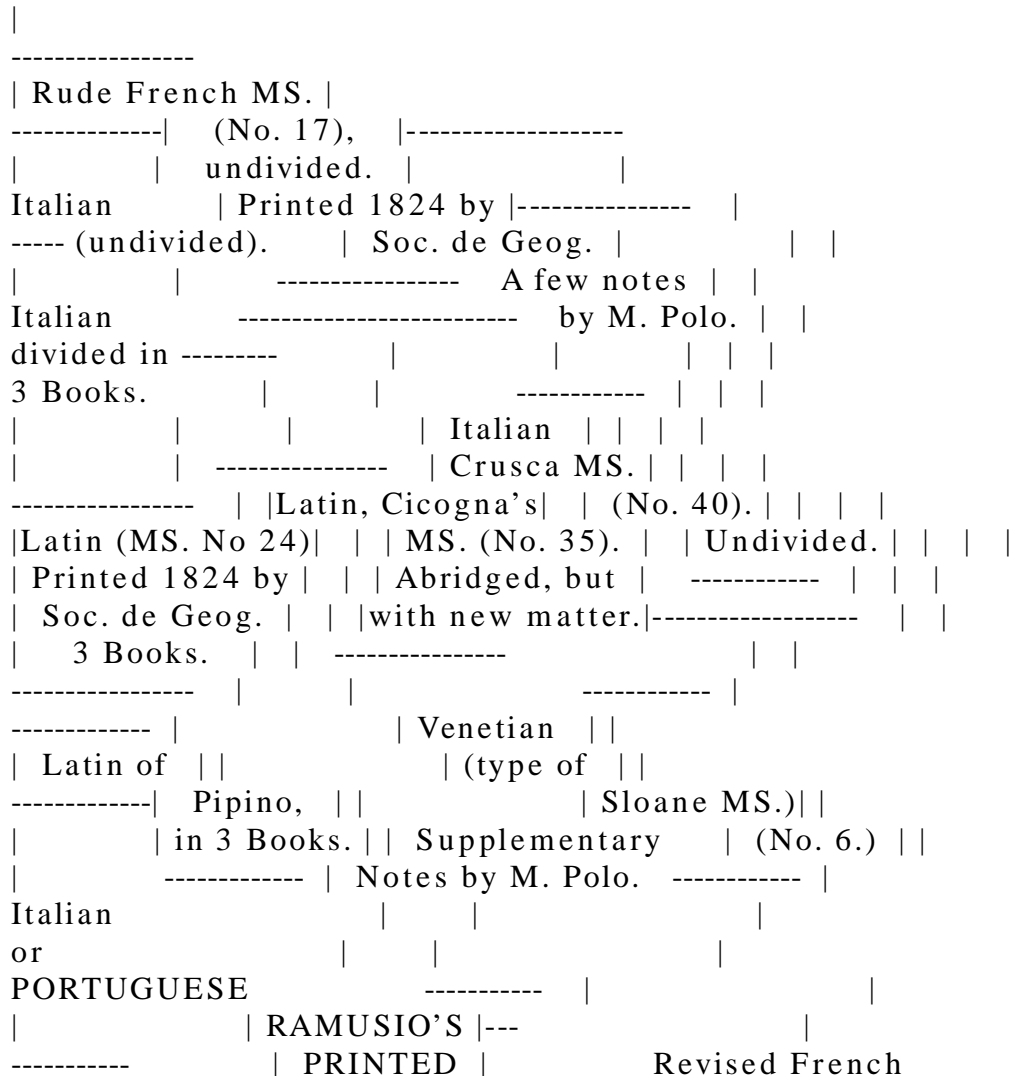 |
-----------------
| Rude French MS. |
--------------| (No. 17), |--------------------
| | undivided. | |
Italian | Printed 1824 by |---------------- |
----- (undivided). | Soc. de Geog. | | |
| | ----------------- A few notes | |
Italian -------------------------- by M. Polo. | |
divided in --------- | | | | |
3 Books. | | ------------ | | |
| | | | Italian | | | |
| | ---------------- | Crusca MS. | | | |
----------------- | |Latin, Cicogna’s| | (No. 40). | | | |
|Latin (MS. No 24)| | | MS. (No. 35). | | Undivided. | | | |
| Printed 1824 by | | | Abridged, but | ------------ | | |
| Soc. de Geog. | | |with new matter.|------------------- | |
| 3 Books. | | ---------------- | |
----------------- | | ------------ |
------------- | | Venetian | |
| Latin of | | | (type of | |
-------------| Pipino, | | | Sloane MS.)| |
| | in 3 Books. | | Supplementary | (No. 6.) | |
| ------------- | Notes by M. Polo. ------------ |
Italian | | |
or | | |
PORTUGUESE ----------- | |
| | RAMUSIO’S |--- |
----------- | PRINTED | Revised French